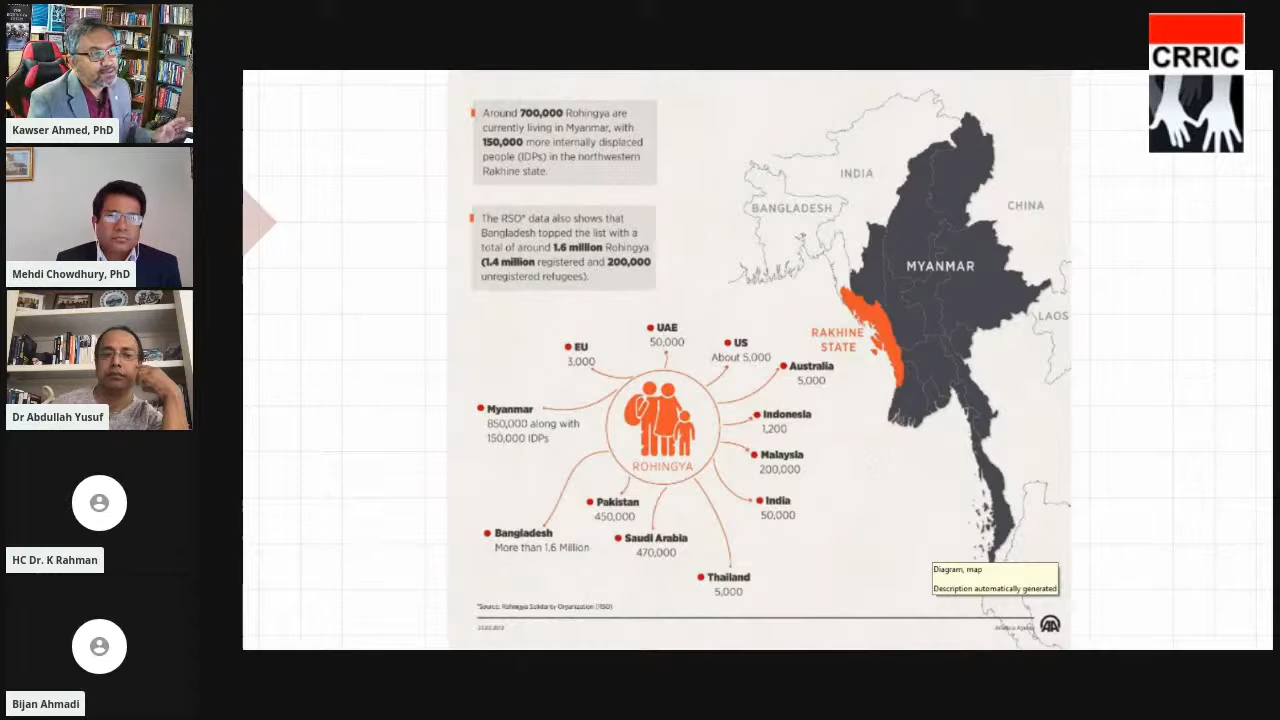 Kawser Ahmed, PhD
Mehdi Chowdhury, PhD
Dr Abdullah Yusuf
HC Dr. K Rahman
Bijan Ahmadi
CRRIC
Around 700,000 Rohingya are
currently living in Myanmar, with
150,000 more internally displaced
people (IDPs) in the northwestern
Rakhine state.
The RSO* data also shows that
Bangladesh topped the list with a
total of around 1.6 million Rohingya
(1.4 million registered and 200,000
unregistered refugees).
INDIA
BANGLADESH
CHINA
MYANMAR
LAOS
RAKHINE
STATE
UAE
50,000
EU
3,000
US
About 5,000
Australia
5,000
Myanmar
850,000 along with
150,000 IDPs
Indonesia
1,200
ROHINGYA
Malaysia
200,000
Pakistan
450,000
India
50,000
Bangladesh
More than 1.6 Million
Saudi Arabia
470,000
Thailand
5,000
Diagram, map
Description automatically generated
*Source: Rohingya Solidarity Organization (RSO)
AA